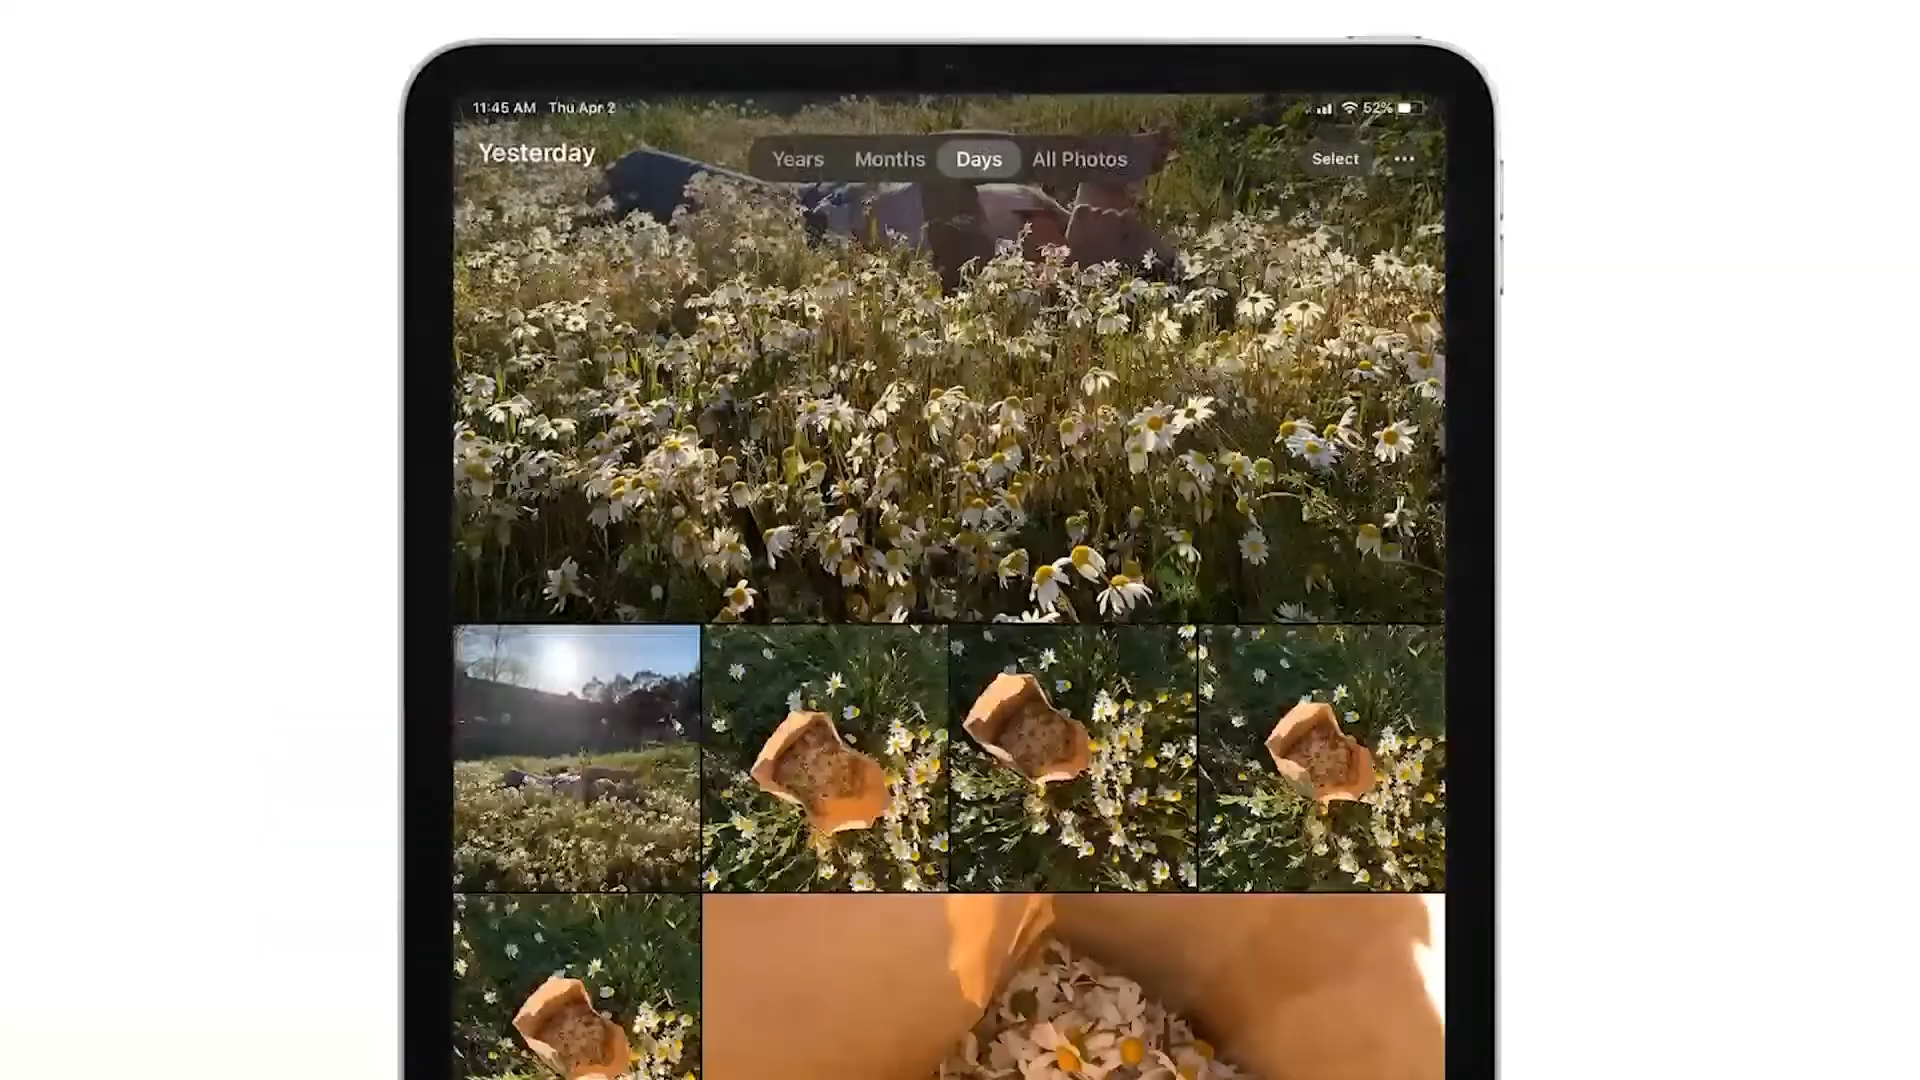 11:45 AM Thu Apr 2
52%
Yesterday
Years Months Days All Photos
Select